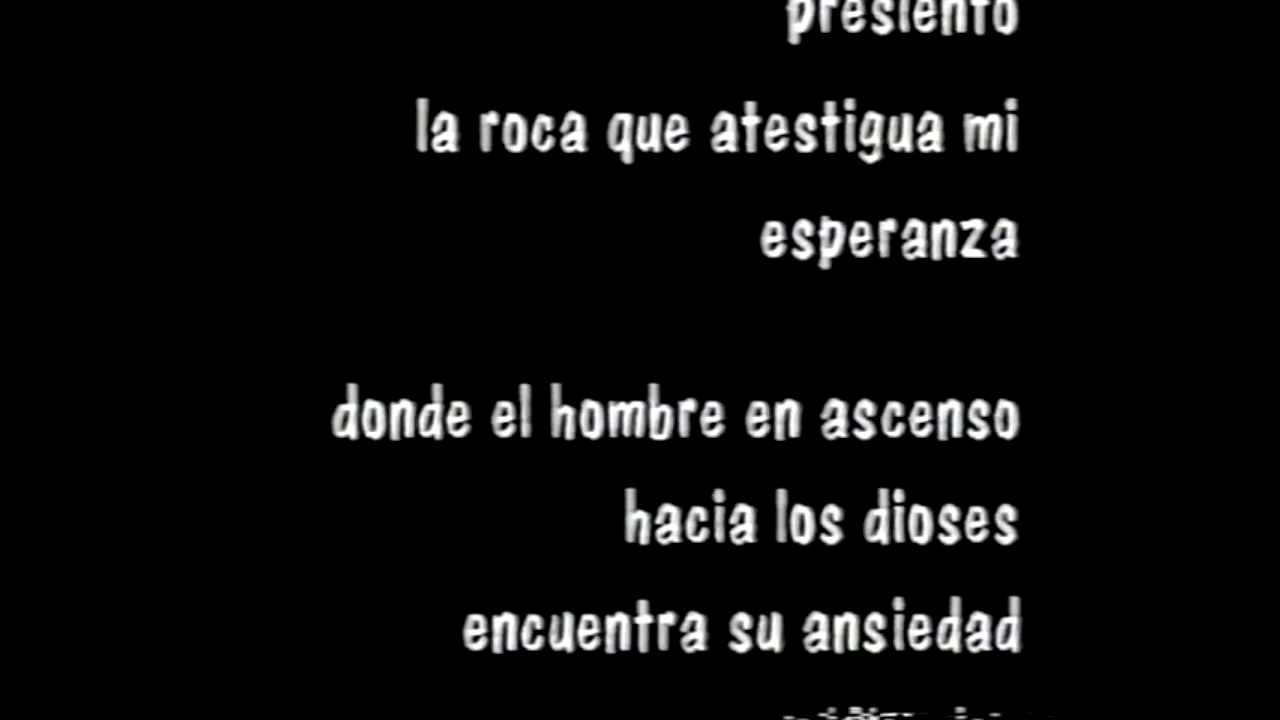 presiento
la roca que atestigua mi
esperanza
donde el hombre en ascenso
hacia los dioses
encuentra su ansiedad